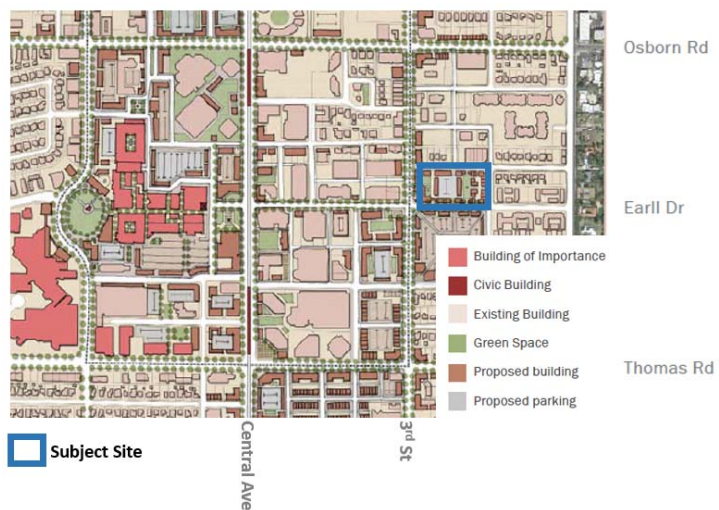 Osborn Rd
Earll Dr
Building of Importance
Civic Building
Existing Building
Green Space
Proposed building
Proposed parking
Thomas Rd
Subject Site
Central Ave
3rd St